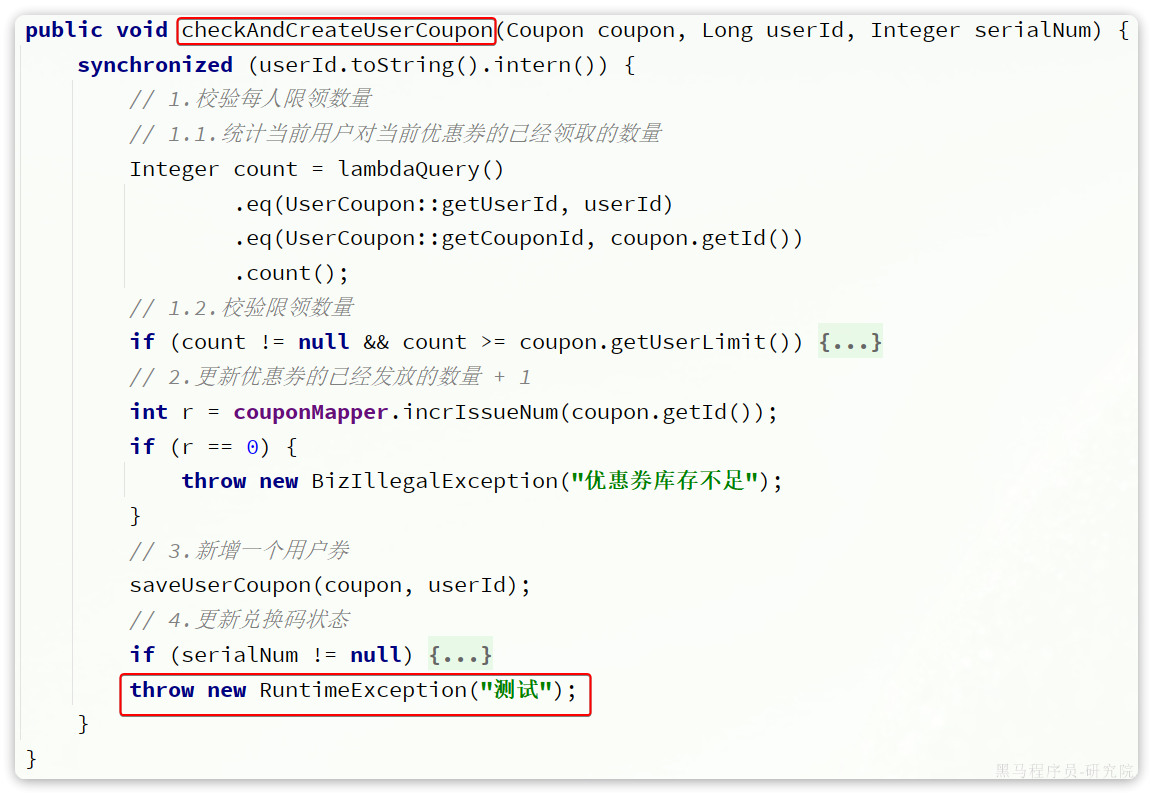 public void checkAndCreateUserCoupon(Coupon coupon, Long userId, Integer serialNum) {
    synchronized (userId.toString().intern()) {
        // 1.校验每人限领数量
        // 1.1.统计当前用户对当前优惠券的已经领取的数量
        Integer count = lambdaQuery()
                .eq(UserCoupon::getUserId, userId)
                .eq(UserCoupon::getCouponId, coupon.getId())
                .count();
        // 1.2.校验限领数量
        if (count != null && count >= coupon.getUserLimit()) {...}
        // 2.更新优惠券的已经发放的数量 + 1
        int r = couponMapper.incrIssueNum(coupon.getId());
        if (r == 0) {
            throw new BizIllegalException("优惠券库存不足");
        }
        // 3.新增一个用户券
        saveUserCoupon(coupon, userId);
        // 4.更新兑换码状态
        if (serialNum != null) {...}
        throw new RuntimeException("测试");
    }
}
黑马程序员-研究院